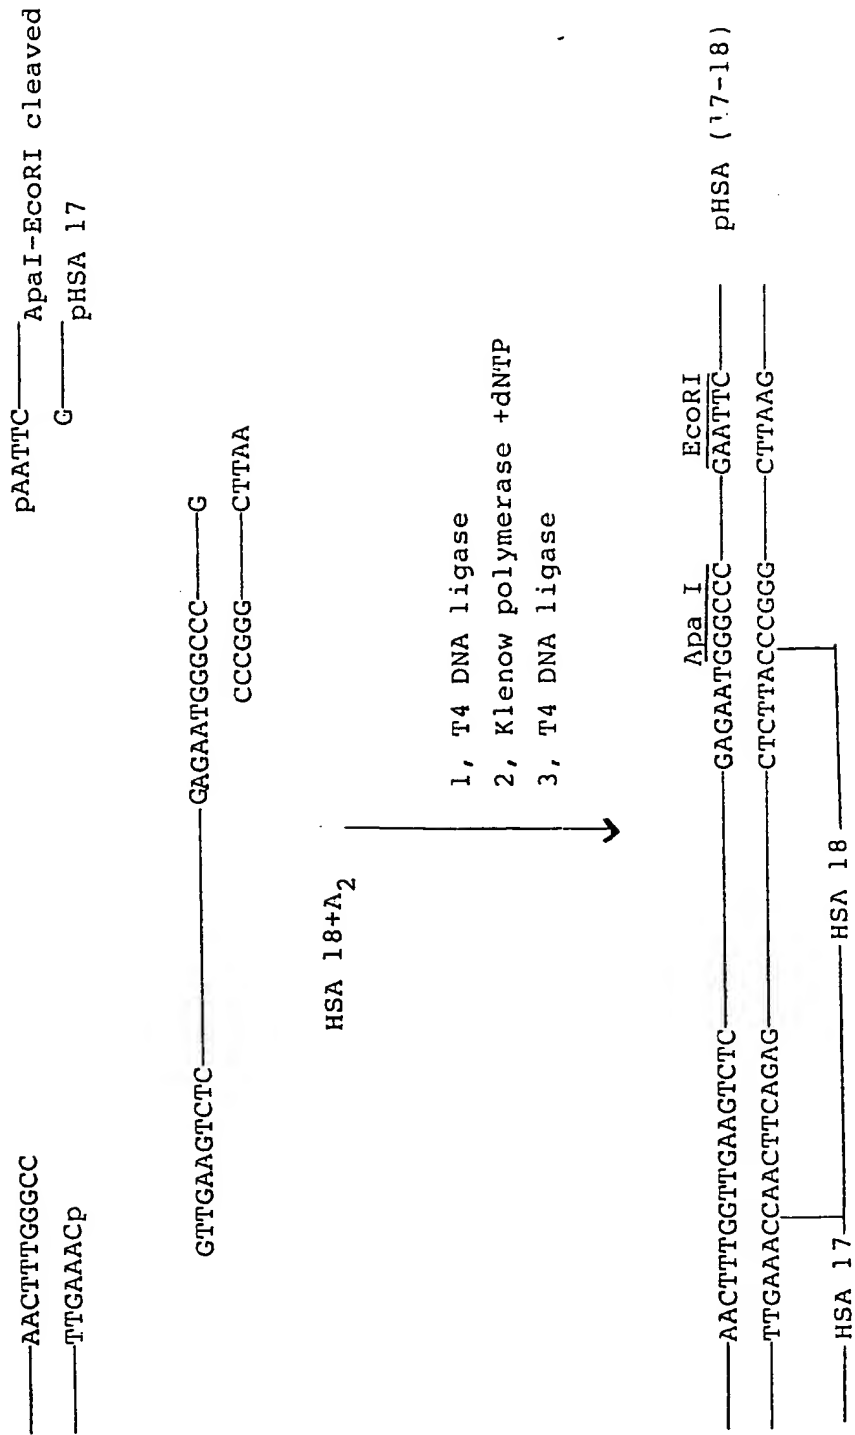 AACTTTGGGCC pAATTC ApaI-EcoRI cleaved
TTGAAACp G pHSA 17
GTTGAAGTCTC GAGAATGGGCCC G
CCCGGG CTTAA
HSA 18+A2
1, T4 DNA ligase
2, Klenow polymerase +dNTP
3, T4 DNA ligase
Apa I EcoRI
AACTTTGGTTGAAGTCTC GAGAATGGGCCC GAATTC pHSA (17-18)
TTGAAACCAACTTCAGAG CTCTTACCCGGG CTTAAG
HSA 17 HSA 18